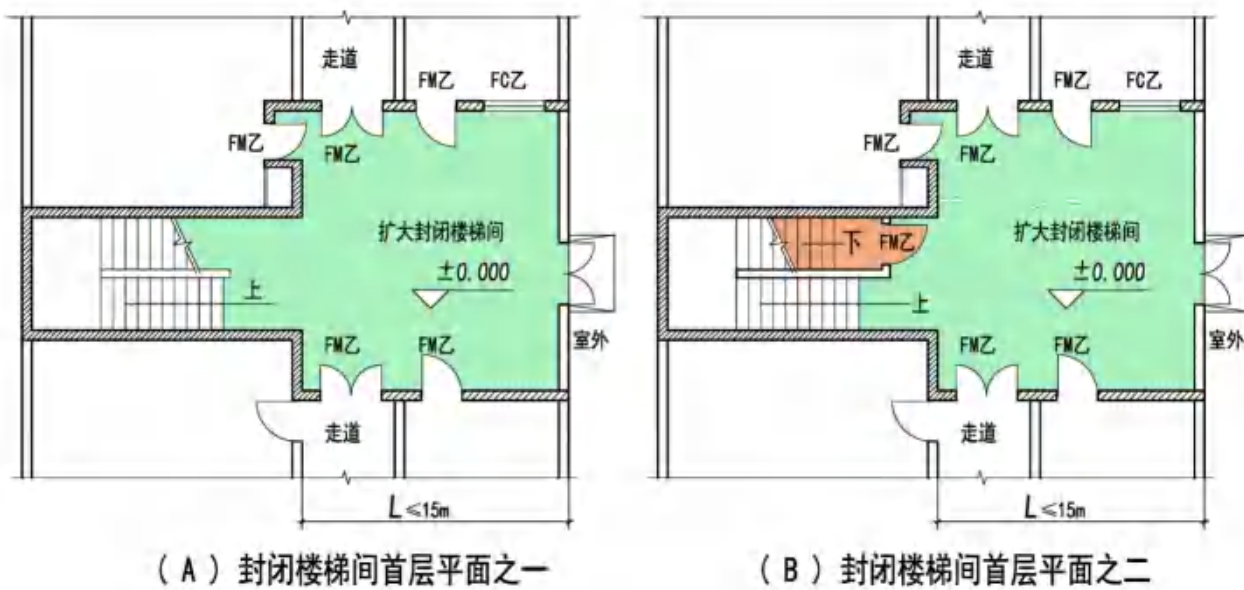 走道
FM乙
FC乙
FM乙
FM乙
扩大封闭楼梯间
±0.000
上
FM乙
FM乙
室外
走道
L≤15m
(A)封闭楼梯间首层平面之一
走道
FM乙
FC乙
FM乙
FM乙
下
FM乙
扩大封闭楼梯间
±0.000
上
FM乙
FM乙
室外
走道
L≤15m
(B)封闭楼梯间首层平面之二